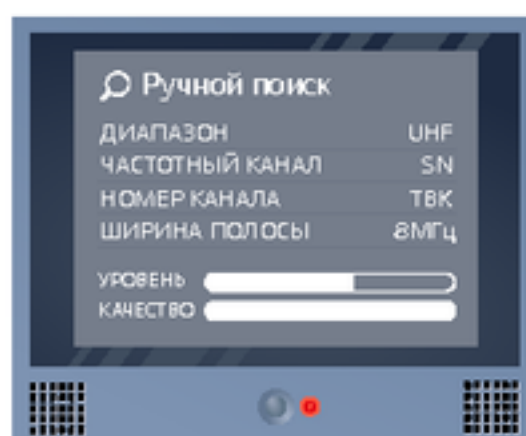 Ручной поиск
ДИАПАЗОН UHF
ЧАСТОТНЫЙ КАНАЛ SN
НОМЕР КАНАЛА ТВК
ШИРИНА ПОЛОСЫ 8МГц
УРОВЕНЬ
КАЧЕСТВО